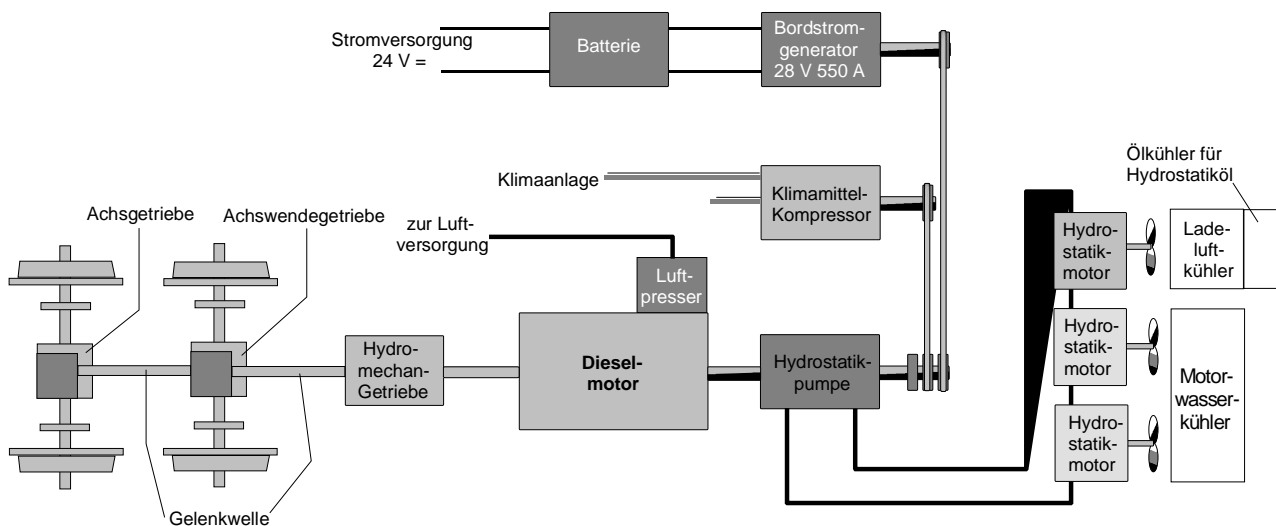 Stromversorgung
24 V =
Batterie
Bordstrom-
generator
28 V 550 A
Ölkühler für
Hydrostatiköl
Klimaanlage
Klimamittel-
Kompressor
Achsgetriebe
Achswendegetriebe
zur Luft-
versorgung
Luft-
presser
Hydro-
statik-
motor
Lade-
luft-
kühler
Hydro-
mechan-
Getriebe
Diesel-
motor
Hydrostatik-
pumpe
Hydro-
statik-
motor
Motor-
wasser-
kühler
Hydro-
statik-
motor
Gelenkwelle